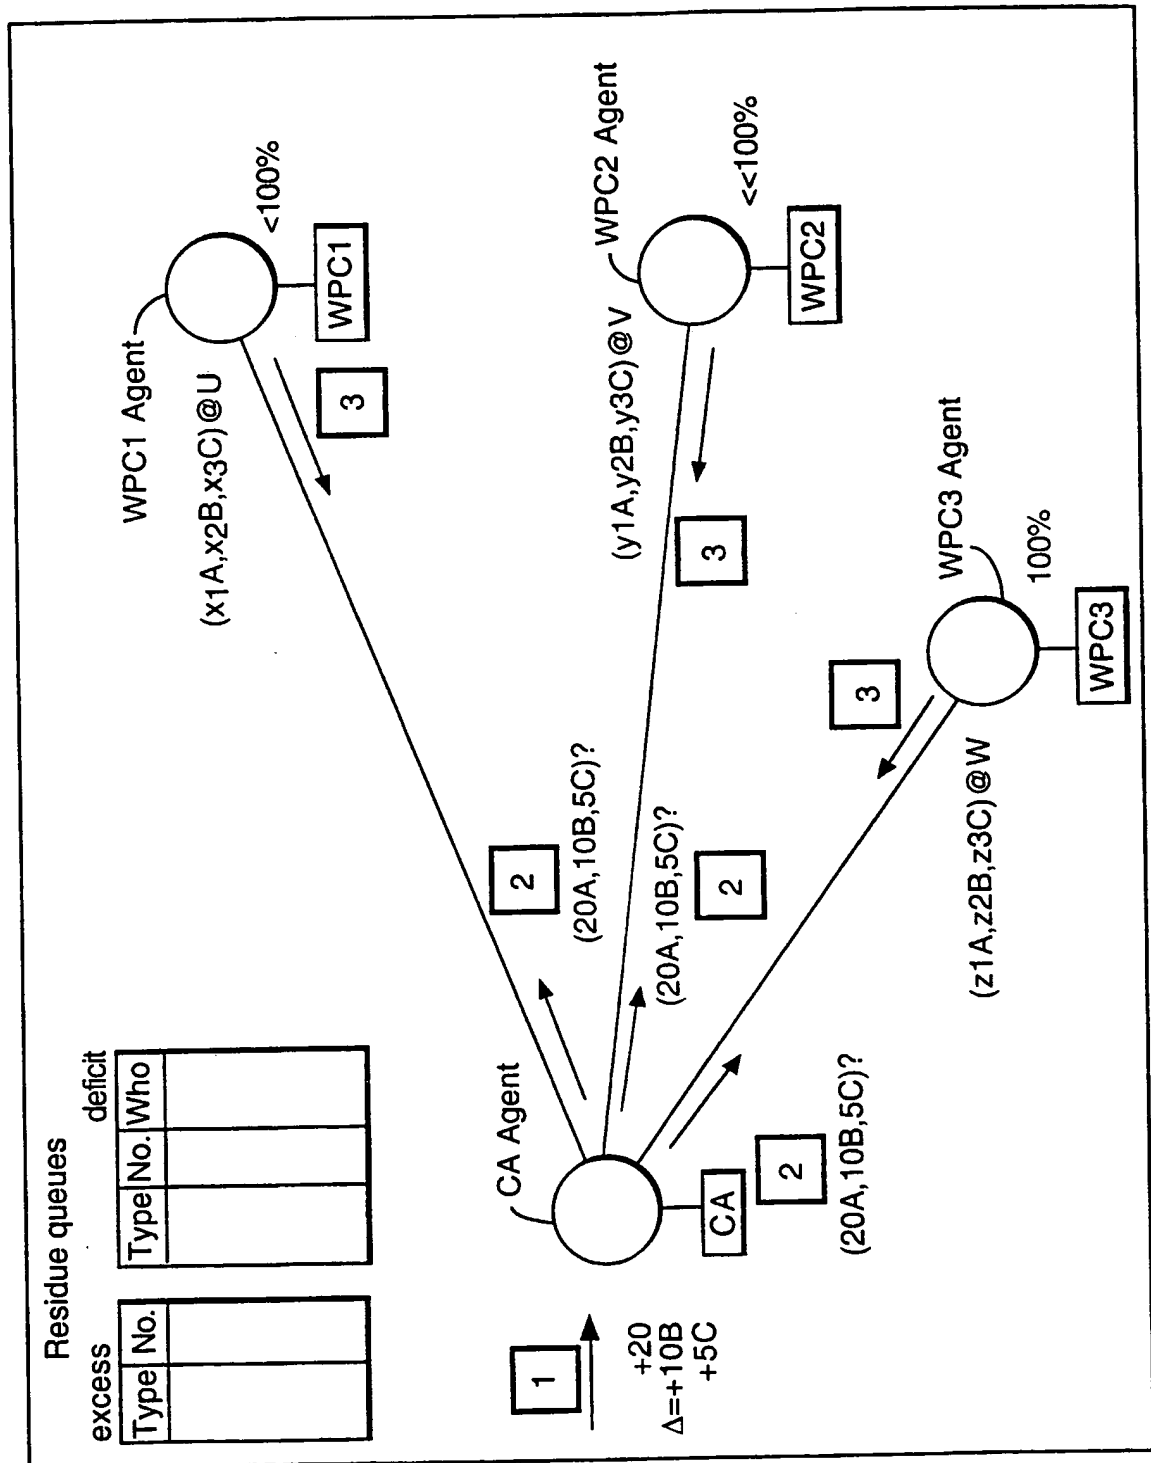 Residue queues
excess
deficit
Type No.
Type No. Who
WPC1 Agent
<100%
(x1A,x2B,x3C)@U
WPC1
3
WPC2 Agent
<<100%
(y1A,y2B,y3C)@V
WPC2
3
CA Agent
2
(20A,10B,5C)?
(20A,10B,5C)?
2
1
+20
Δ=+10B
+5C
CA
2
(20A,10B,5C)?
3
WPC3 Agent
100%
(z1A,z2B,z3C)@W
WPC3